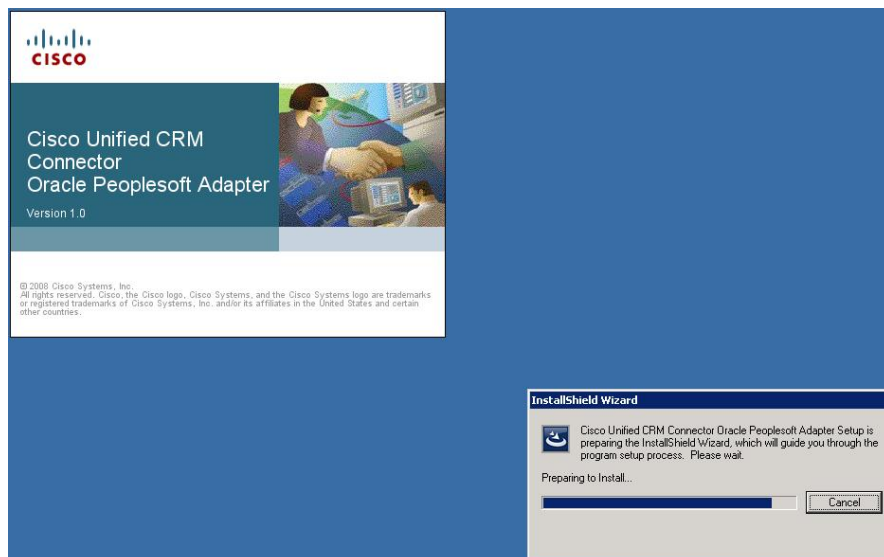 CISCO
Cisco Unified CRM
Connector
Oracle Peoplesoft Adapter
Version 1.0
© 2008 Cisco Systems, Inc.
All rights reserved. Cisco, the Cisco logo, Cisco Systems, and the Cisco Systems logo are trademarks
or registered trademarks of Cisco Systems, Inc. and/or its affiliates in the United States and certain
other countries.
InstallShield Wizard
Cisco Unified CRM Connector Oracle Peoplesoft Adapter Setup is
preparing the InstallShield Wizard, which will guide you through the
program setup process. Please wait.
Preparing to Install...
Cancel